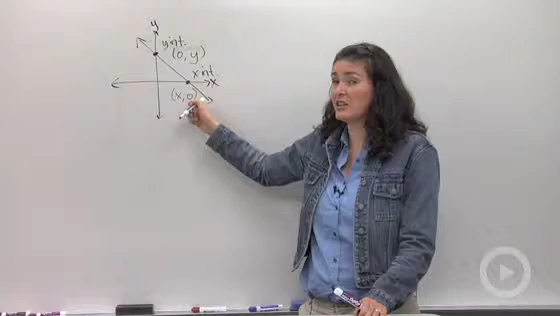 y
y int.
(0, y)
x int.
x
(x, 0)